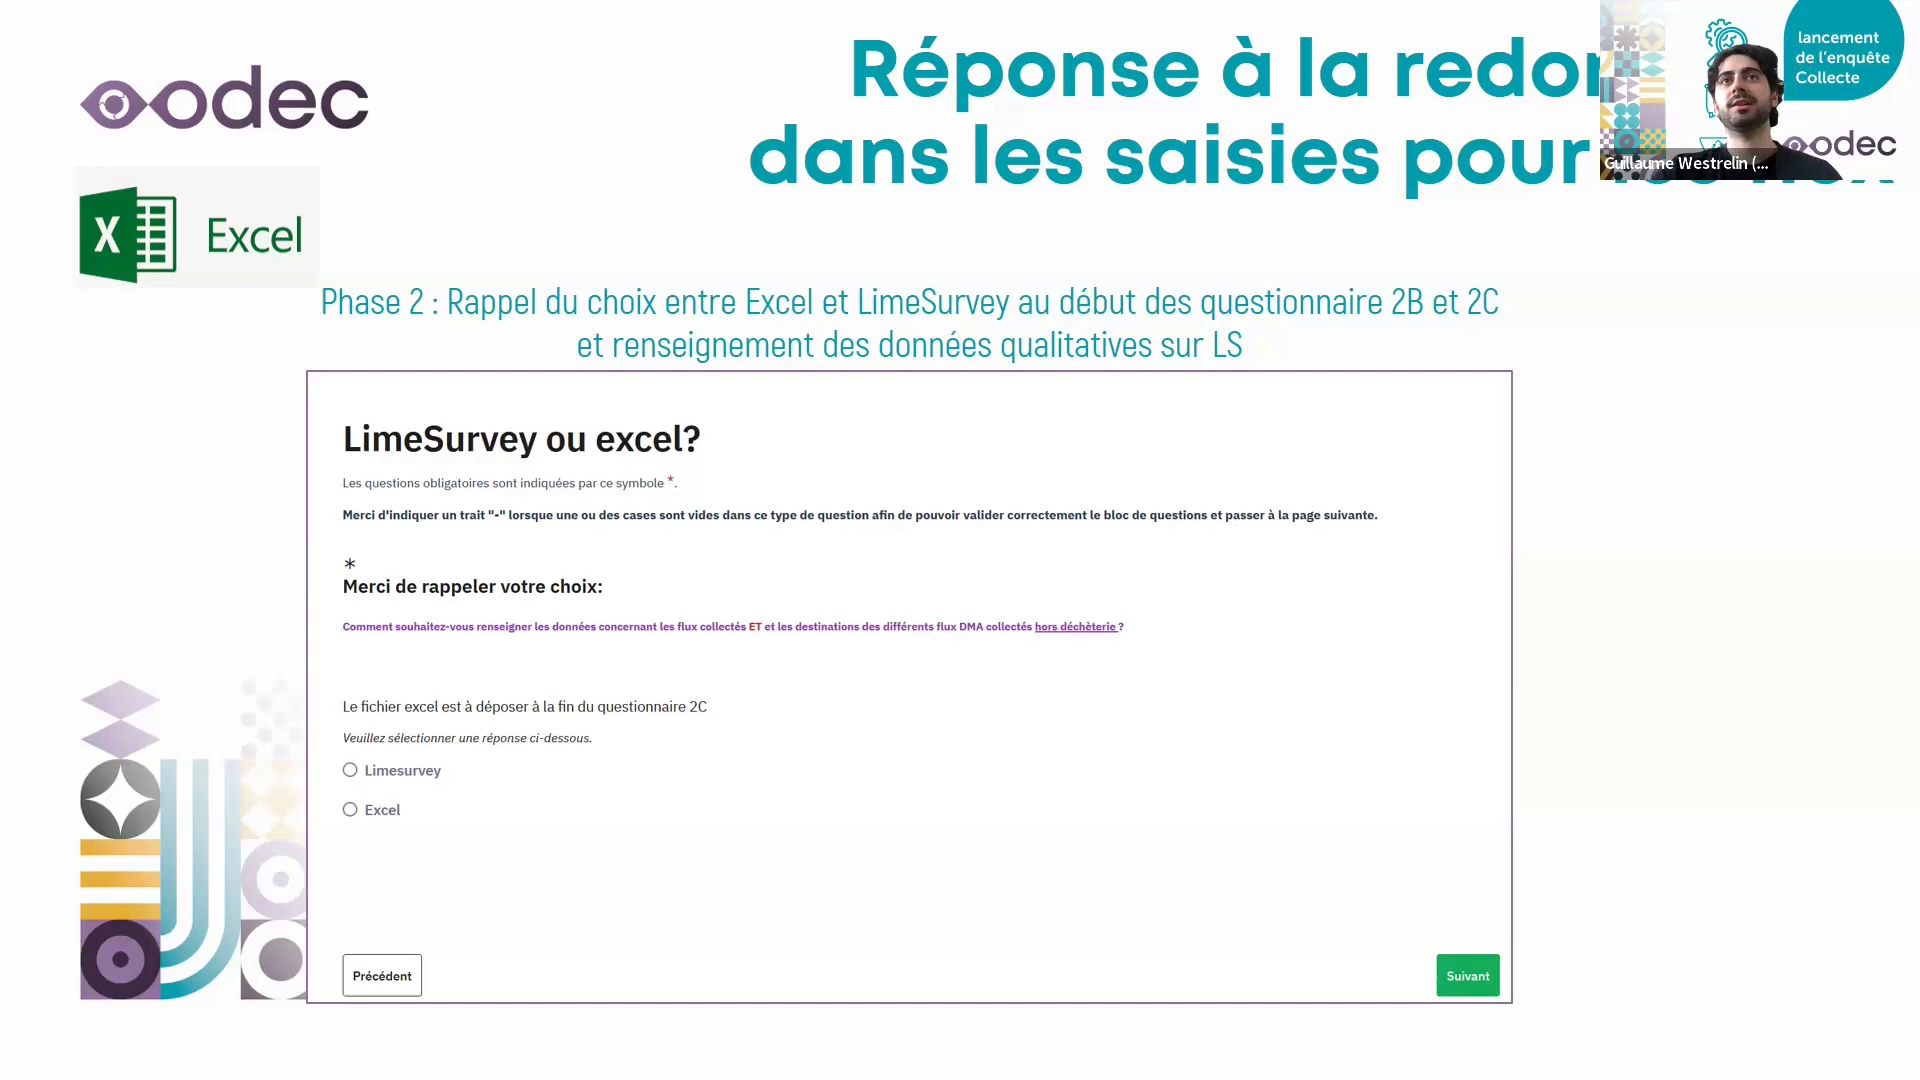 odec
Réponse à la
dans les saisies pour
lancement
de l'enquête
Collecte
odec
Guillaume Westrelin (...
X Excel
Phase 2 : Rappel du choix entre Excel et LimeSurvey au début des questionnaire 2B et 2C
et renseignement des données qualitatives sur LS
LimeSurvey ou excel?
Les questions obligatoires sont indiquées par ce symbole *.
Merci d'indiquer un trait "-" lorsque une ou des cases sont vides dans ce type de question afin de pouvoir valider correctement le bloc de questions et passer à la page suivante.
*
Merci de rappeler votre choix:
Comment souhaitez-vous renseigner les données concernant les flux collectés ET et les destinations des différents flux DMA collectés hors déchèterie ?
Le fichier excel est à déposer à la fin du questionnaire 2C
Veuillez sélectionner une réponse ci-dessous.
Limesurvey
Excel
Précédent
Suivant